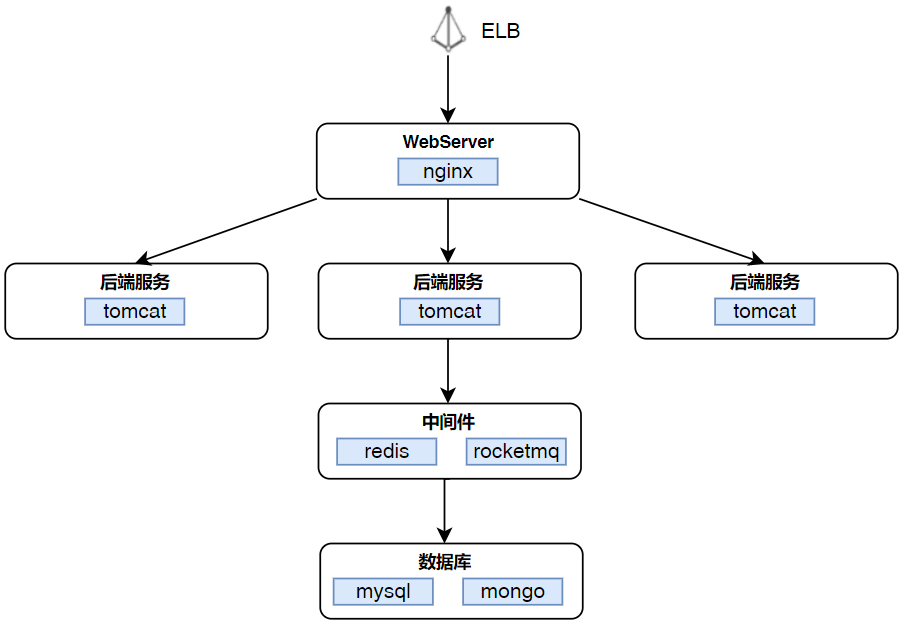 ELB
WebServer
nginx
后端服务
tomcat
后端服务
tomcat
后端服务
tomcat
中间件
redis rocketmq
数据库
mysql mongo